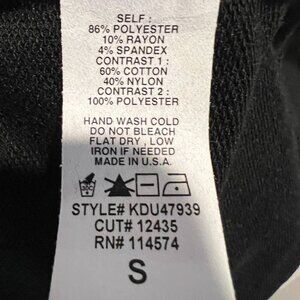 SELF :
86% POLYESTER
10% RAYON
4% SPANDEX
CONTRAST 1 :
60% COTTON
40% NYLON
CONTRAST 2 :
100% POLYESTER
HAND WASH COLD
DO NOT BLEACH
FLAT DRY , LOW
IRON IF NEEDED
MADE IN U.S.A.
STYLE# KDU47939
CUT# 12435
RN# 114574
S